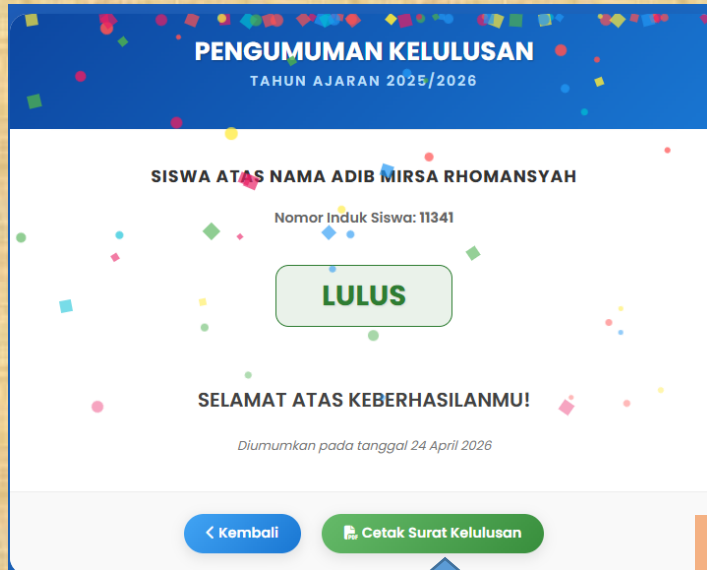 PENGUMUMAN KELULUSAN
TAHUN AJARAN 2025/2026
SISWA ATAS NAMA ADIB MIRSA RHOMANSYAH
Nomor Induk Siswa: 11341
LULUS
SELAMAT ATAS KEBERHASILANMU!
Diumumkan pada tanggal 24 April 2026
Kembali
Cetak Surat Kelulusan